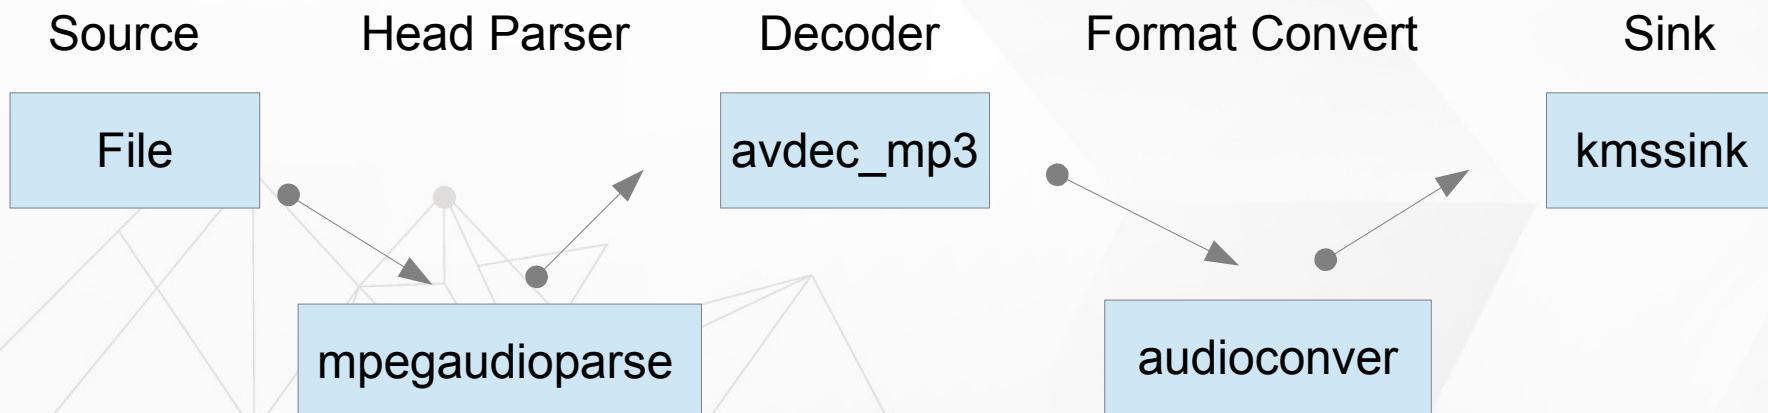 Source
Head Parser
Decoder
Format Convert
Sink
File
avdec_mp3
kmssink
mpegaudioparse
audioconver